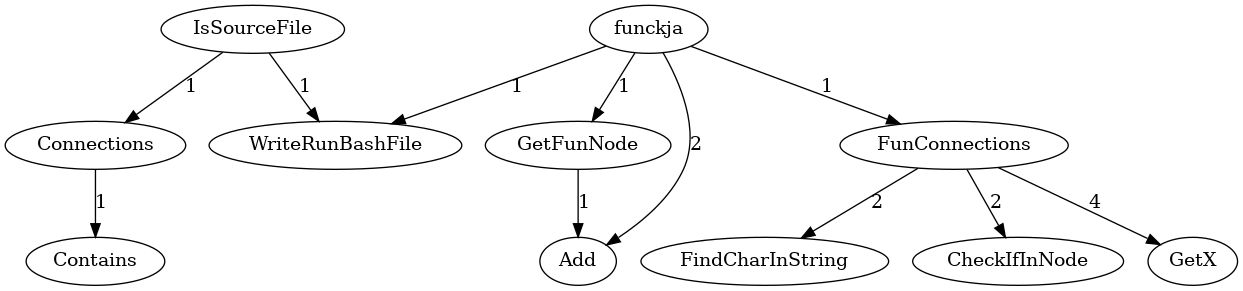 IsSourceFile
funckja
1
1
1
1
2
1
Connections
WriteRunBashFile
GetFunNode
FunConnections
1
1
2
2
4
Contains
Add
FindCharInString
CheckIfInNode
GetX